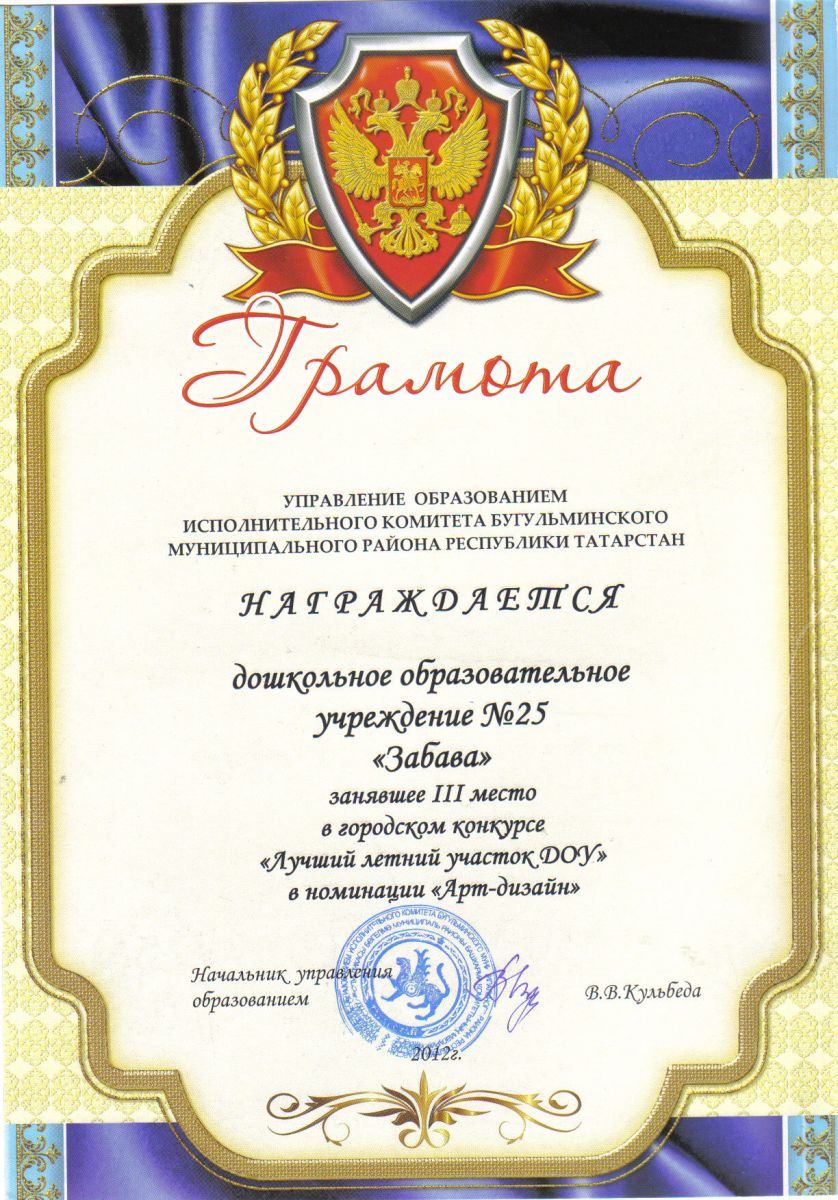 Грамота
УПРАВЛЕНИЕ ОБРАЗОВАНИЕМ
ИСПОЛНИТЕЛЬНОГО КОМИТЕТА БУГУЛЬМИНСКОГО
МУНИЦИПАЛЬНОГО РАЙОНА РЕСПУБЛИКИ ТАТАРСТАН
НАГРАЖДАЕТСЯ
дошкольное образовательное
учреждение №25
«Забава»
занявшее III место
в городском конкурсе
«Лучший летний участок ДОУ»
в номинации «Арт-дизайн»
Начальник управления
образованием
В.В.Кульбеда
2012г.